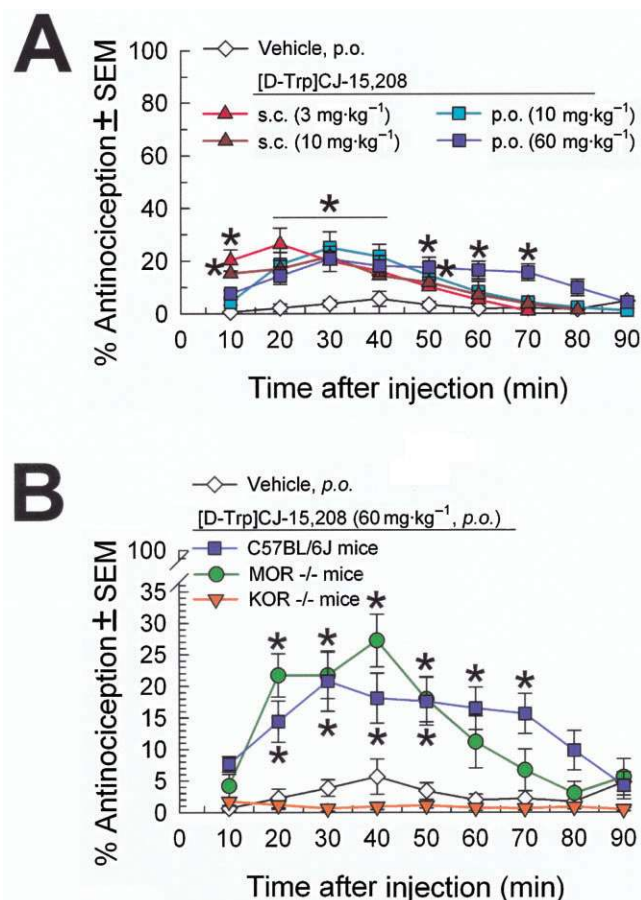 A
Vehicle, p.o.
[D-Trp]CJ-15,208
s.c. (3 mg·kg⁻¹)
p.o. (10 mg·kg⁻¹)
s.c. (10 mg·kg⁻¹)
p.o. (60 mg·kg⁻¹)
% Antinociception ± SEM
100
80
60
40
20
0
* * * * * * *
0 10 20 30 40 50 60 70 80 90
Time after injection (min)
B
Vehicle, p.o.
[D-Trp]CJ-15,208 (60 mg·kg⁻¹, p.o.)
C57BL/6J mice
MOR -/- mice
KOR -/- mice
% Antinociception ± SEM
100
35
30
25
20
15
10
5
0
* * * * * *
* * * *
0 10 20 30 40 50 60 70 80 90
Time after injection (min)